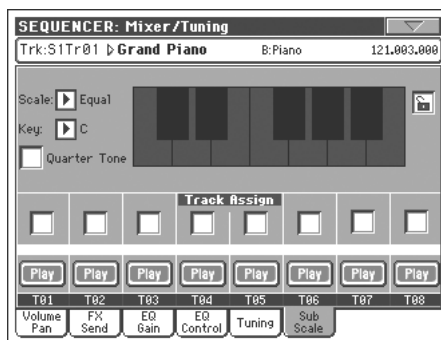 SEQUENCER: Mixer/Tuning
Trk:S1Tr01 Grand Piano B:Piano 121.003.000
Scale: Equal
Key: C
Quarter Tone
Track Assign
Play Play Play Play Play Play Play Play
T01 T02 T03 T04 T05 T06 T07 T08
Volume Pan FX Send EQ Gain EQ Control Tuning Sub Scale